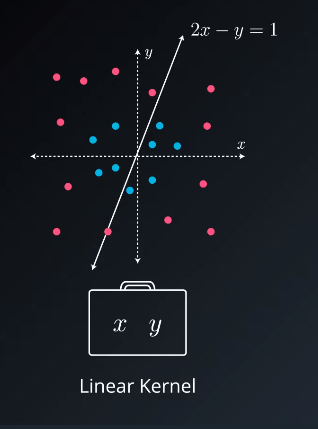 2x − y = 1
y
x
x y
Linear Kernel